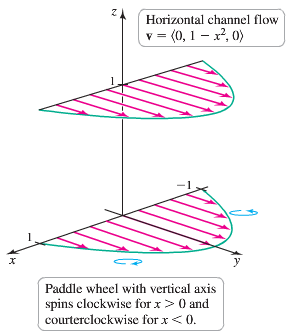 z
Horizontal channel flow
v = ⟨0, 1 − x², 0⟩
1
−1
1
x
y
Paddle wheel with vertical axis
spins clockwise for x > 0 and
courterclockwise for x < 0.